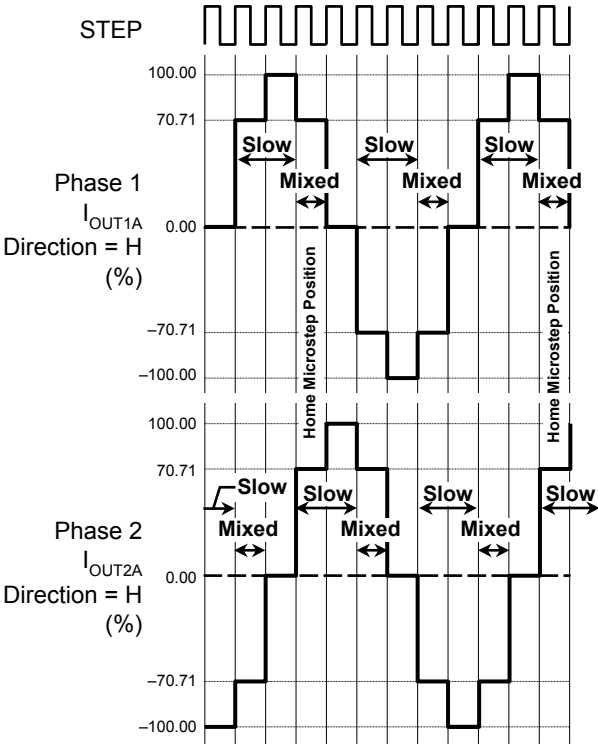 STEP
100.00
70.71
Slow
Slow
Slow
Mixed
Mixed
Mixed
Phase 1
I_OUT1A
Direction = H
(%)
0.00
Home Microstep Position
Home Microstep Position
–70.71
–100.00
100.00
70.71
Slow
Slow
Slow
Slow
Mixed
Mixed
Mixed
Phase 2
I_OUT2A
Direction = H
(%)
0.00
–70.71
–100.00